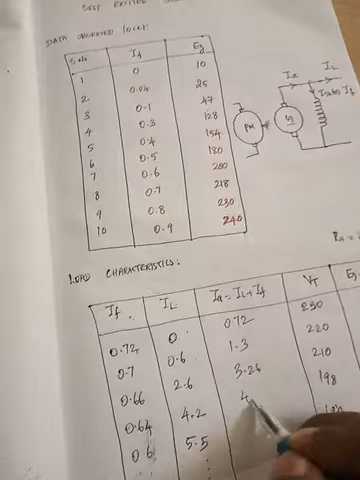 SELF EXCITED
DATA OBSERVED (OCC):
S.No If Eg
1 0 10
2 0.04 25
3 0.1 47
4 0.3 128
5 0.4 154
6 0.5 180
7 0.6 200
8 0.7 218
9 0.8 230
10 0.9 240
Ia IL
PM G
Ra =
LOAD CHARACTERISTICS:
If IL Ia = IL + If VT Eg
0.72 0 0.72 230
0.7 0.6 1.3 220
0.66 2.6 3.26 210
0.64 4.2 4 198
0.6 5.5